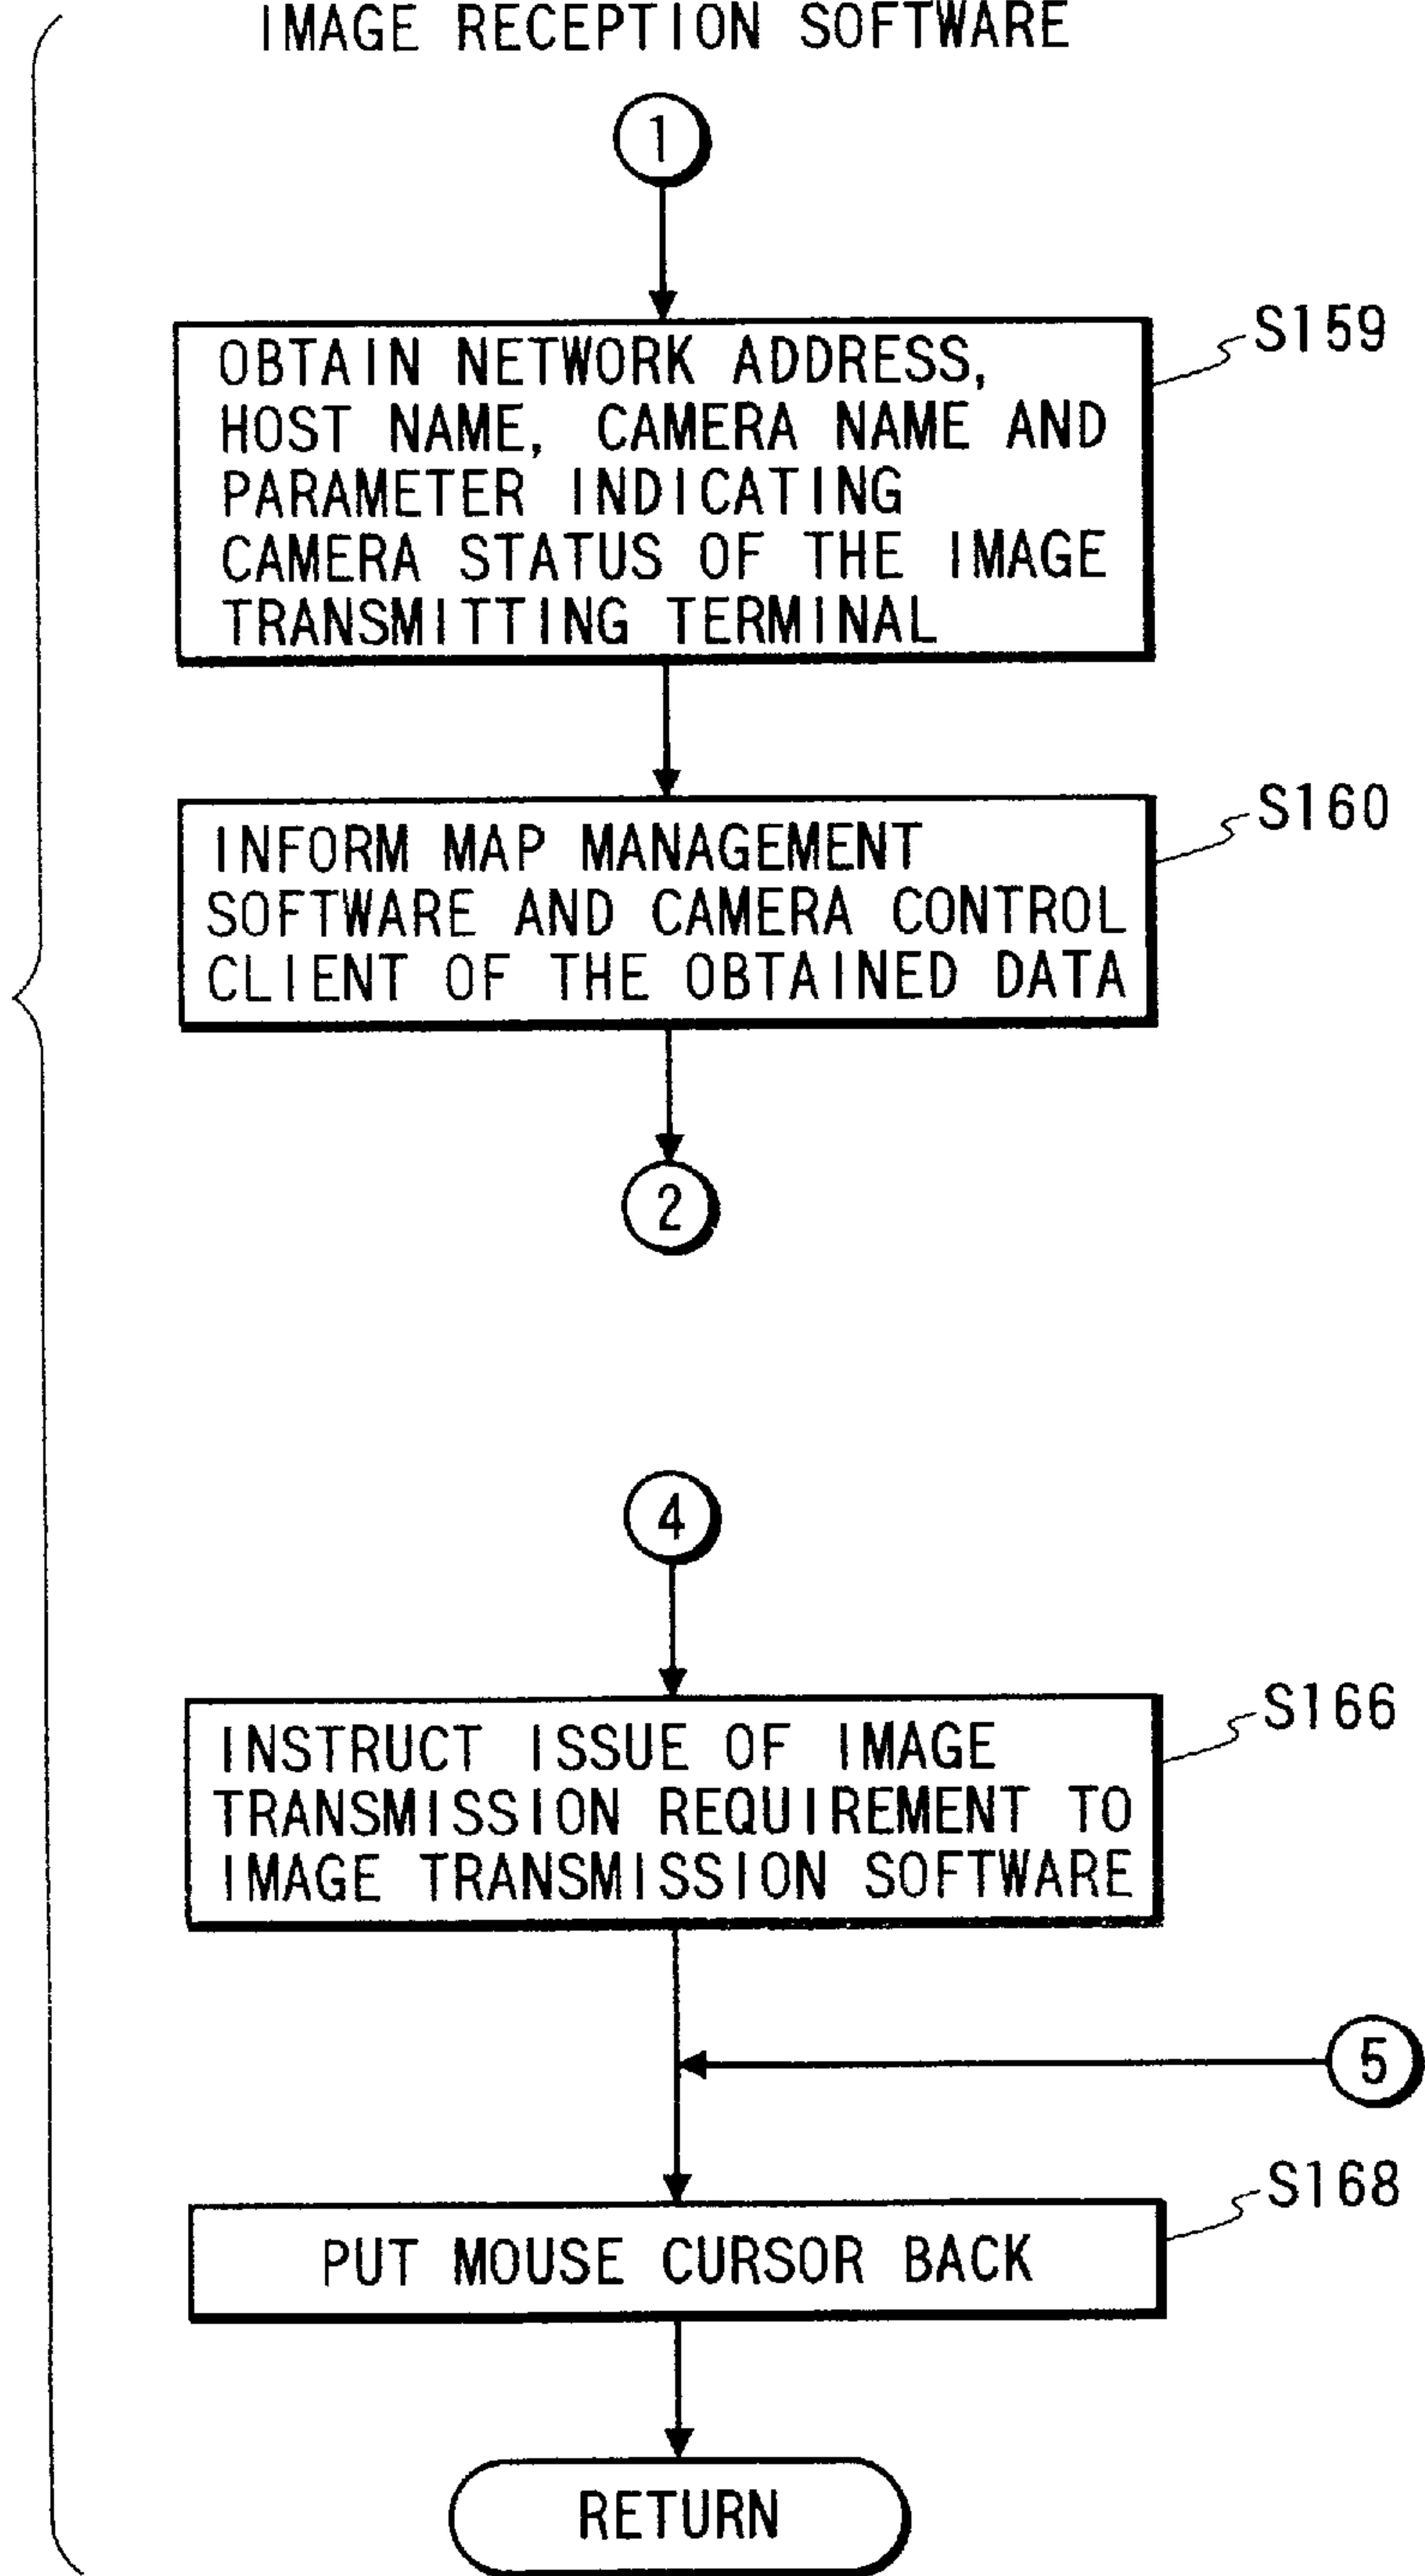 IMAGE RECEPTION SOFTWARE
1
S159
OBTAIN NETWORK ADDRESS,
HOST NAME, CAMERA NAME AND
PARAMETER INDICATING
CAMERA STATUS OF THE IMAGE
TRANSMITTING TERMINAL
S160
INFORM MAP MANAGEMENT
SOFTWARE AND CAMERA CONTROL
CLIENT OF THE OBTAINED DATA
2
4
S166
INSTRUCT ISSUE OF IMAGE
TRANSMISSION REQUIREMENT TO
IMAGE TRANSMISSION SOFTWARE
5
S168
PUT MOUSE CURSOR BACK
RETURN